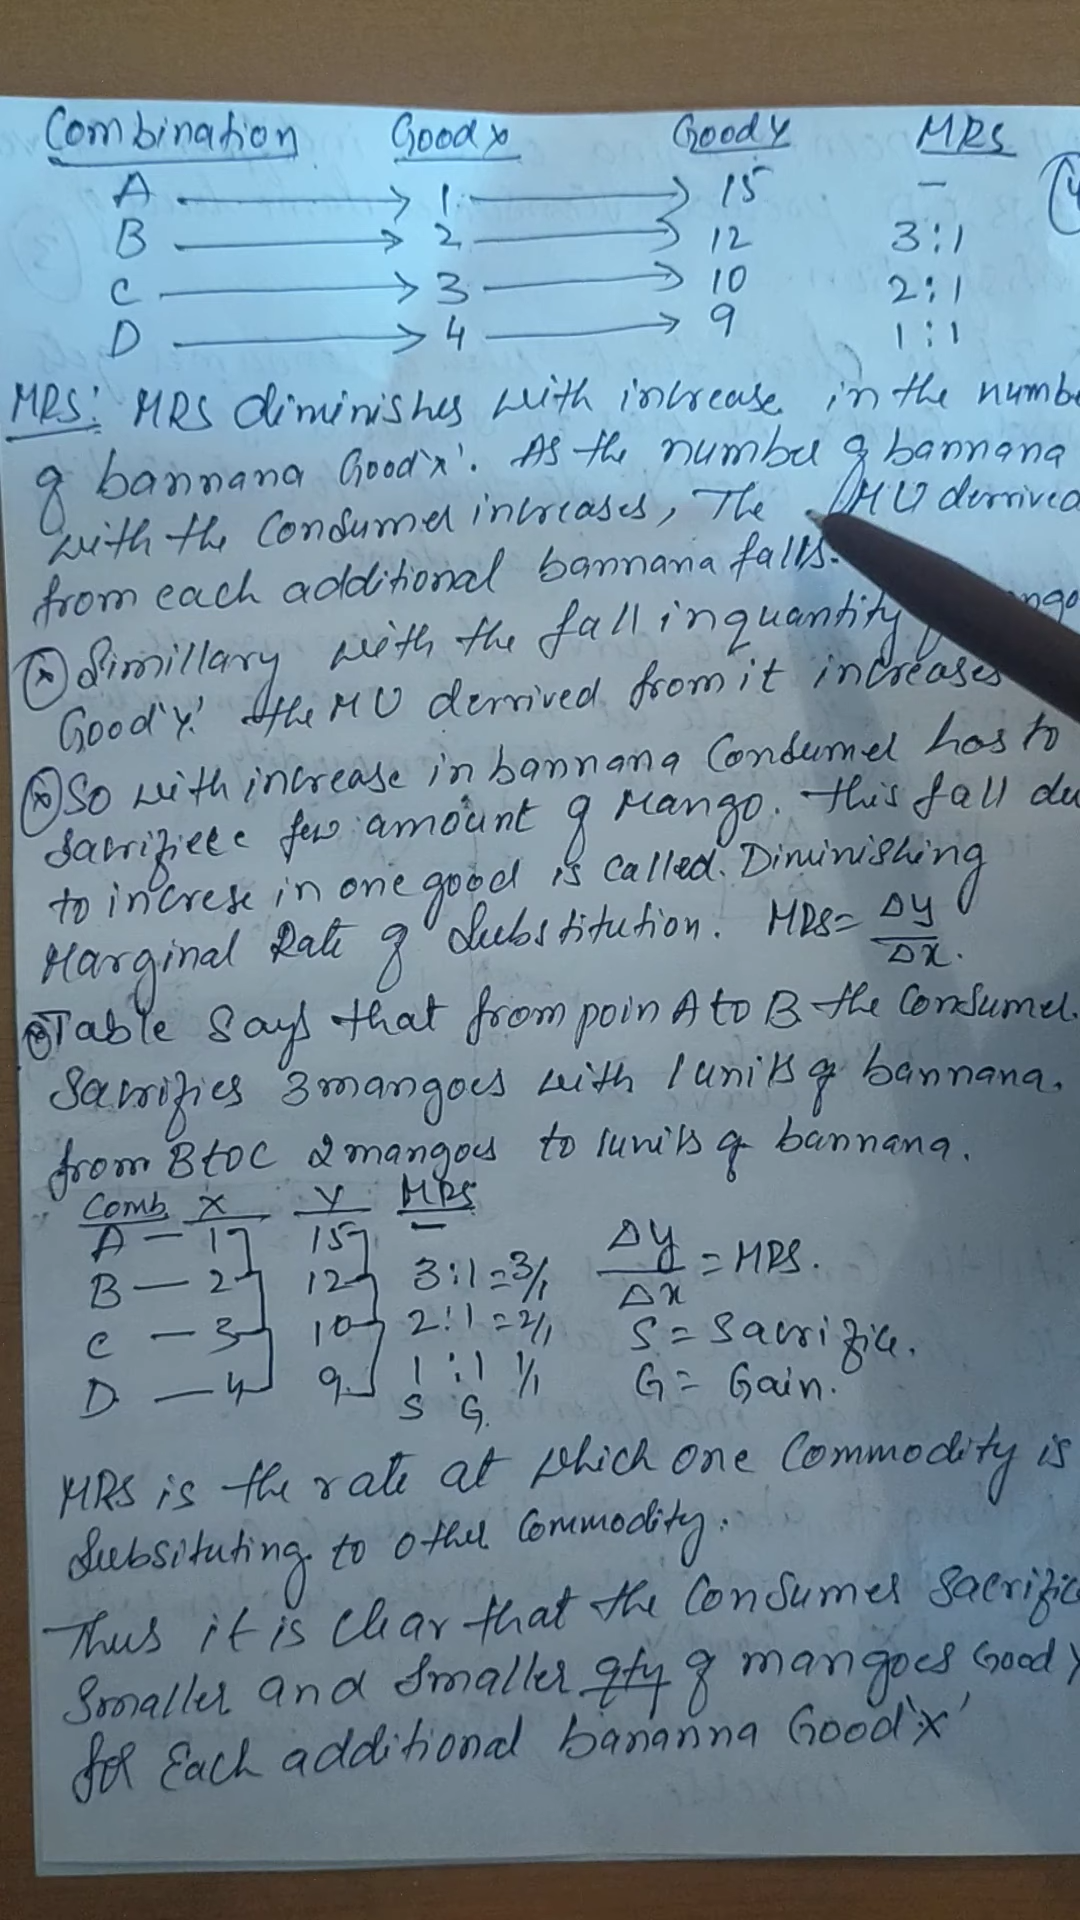 Combination Good x Good Y MRS
A → 1 → 15 –
B → 2 → 12 3:1
C → 3 → 10 2:1
D → 4 → 9 1:1
MRS: MRS diminishes with increase in the numbe
of bannana Good 'x'. As the number of bannana
with the Consumer increases, The MU derrived
from each additional bannana falls.
Simillary with the fall in quantity
Good 'Y' the MU derrived from it increases
So with increase in bannana Consumer has to
few amount of Mango. this fall du
to increse in one good is called. Diminishing
Marginal Rate of Substitution. MRS = Δy/Δx.
Table Says that from poin A to B the Consumer.
Sacrifies 3 mangoes with 1 units of bannana.
from B to C 2 mangoes to 1 units of bannana.
Comb X Y MRS
A — 1 15 –
B — 2 12 3:1 = 3/1 Δy/Δx = MRS.
C — 3 10 2:1 = 2/1 S = Sacrifice.
D — 4 9 1:1 1/1 G = Gain.
S G.
MRS is the rate at which one Commodity is
Subsituting to other Commodity.
Thus it is clear that the Consumer Sacrifice
Smaller and Smaller qty of mangoes Good Y
for Each additional bananna Good 'x'